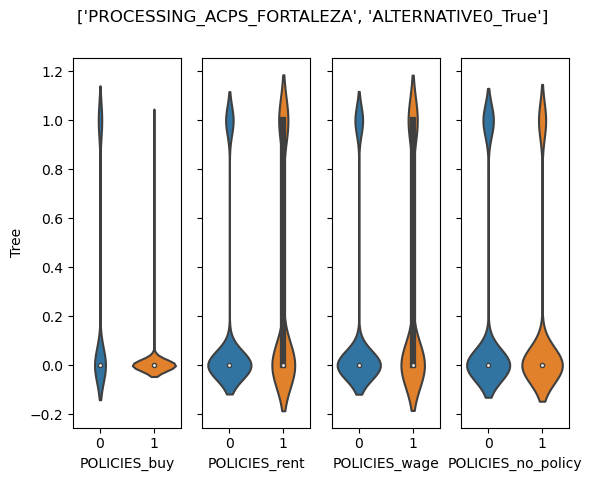 ['PROCESSING_ACPS_FORTALEZA', 'ALTERNATIVE0_True']
Tree
1.2
1.0
0.8
0.6
0.4
0.2
0.0
−0.2
0 1
POLICIES_buy
0 1
POLICIES_rent
0 1
POLICIES_wage
0 1
POLICIES_no_policy